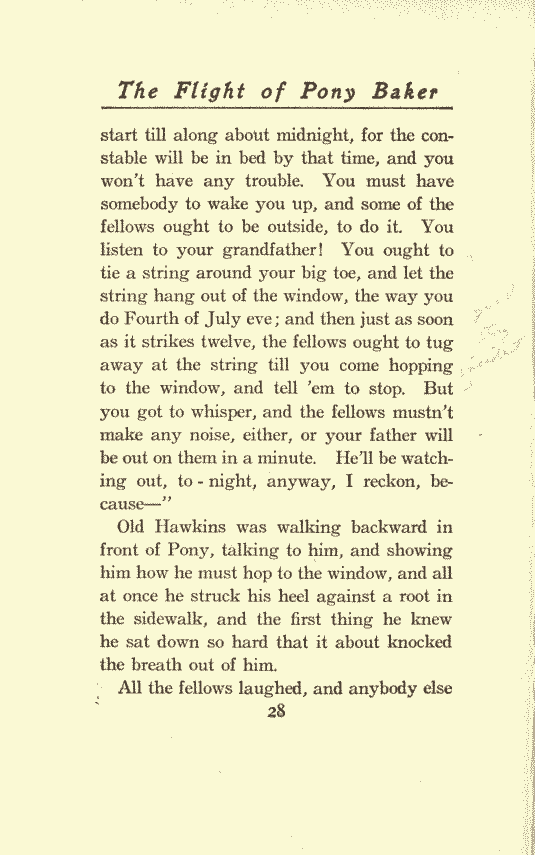 The Flight of Pony Baker
start till along about midnight, for the con-
stable will be in bed by that time, and you
won't have any trouble. You must have
somebody to wake you up, and some of the
fellows ought to be outside, to do it. You
listen to your grandfather! You ought to
tie a string around your big toe, and let the
string hang out of the window, the way you
do Fourth of July eve; and then just as soon
as it strikes twelve, the fellows ought to tug
away at the string till you come hopping
to the window, and tell 'em to stop. But
you got to whisper, and the fellows mustn't
make any noise, either, or your father will
be out on them in a minute. He'll be watch-
ing out, to-night, anyway, I reckon, be-
cause—"
Old Hawkins was walking backward in
front of Pony, talking to him, and showing
him how he must hop to the window, and all
at once he struck his heel against a root in
the sidewalk, and the first thing he knew
he sat down so hard that it about knocked
the breath out of him.
All the fellows laughed, and anybody else
28